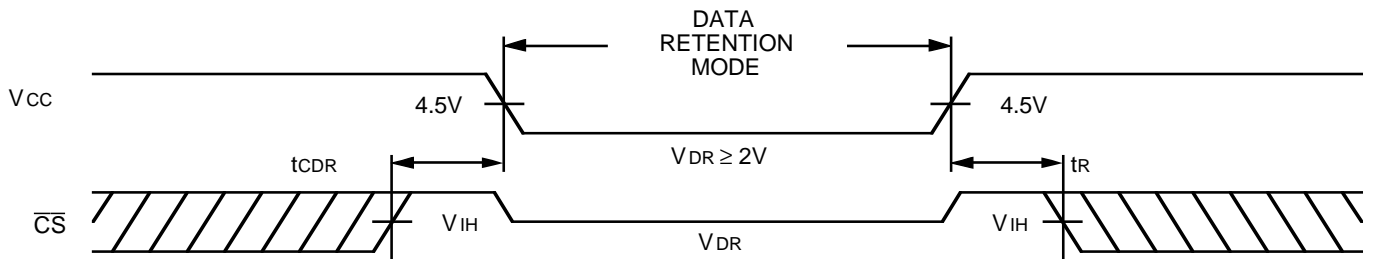 DATA
RETENTION
MODE
VCC
4.5V
4.5V
tCDR
VDR ≥ 2V
tR
CS
VIH
VDR
VIH